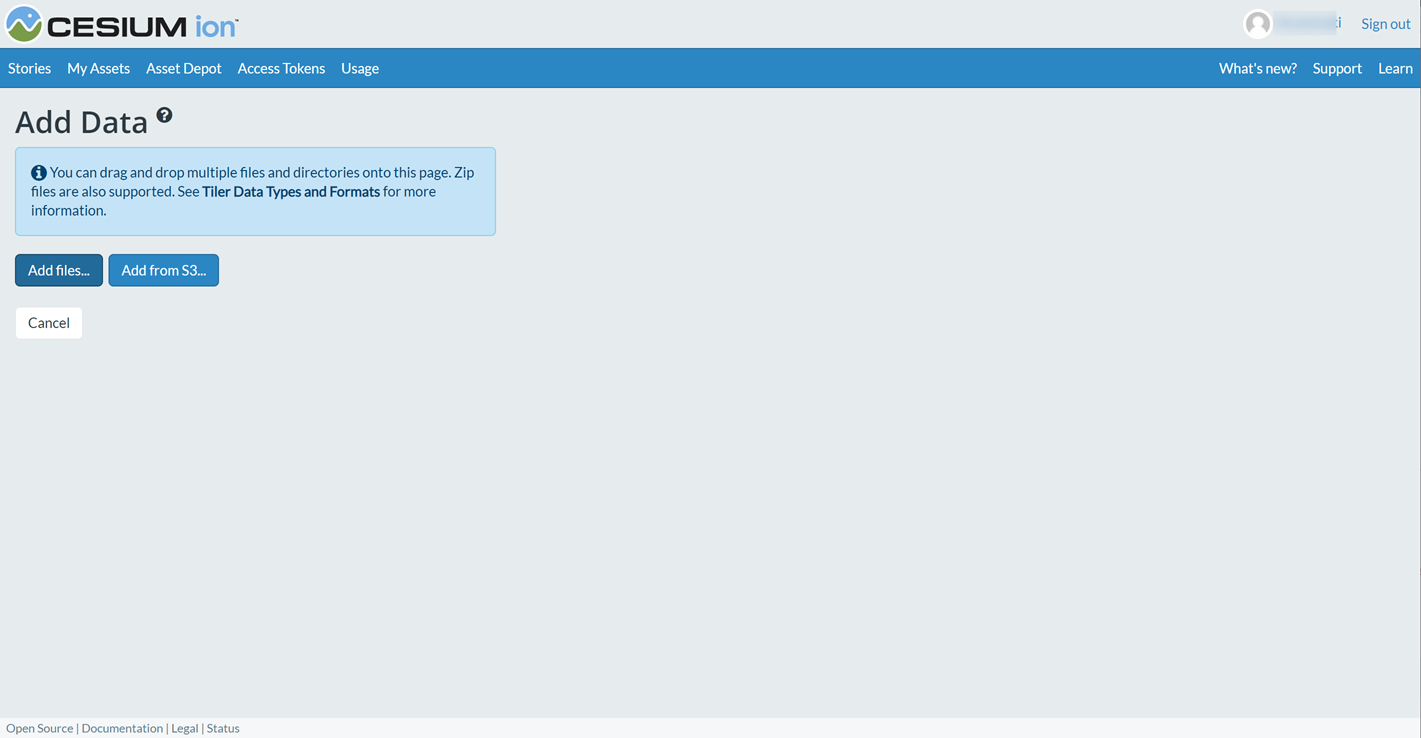 CESIUM ion™
Sign out
Stories My Assets Asset Depot Access Tokens Usage What's new? Support Learn
Add Data ?
You can drag and drop multiple files and directories onto this page. Zip
files are also supported. See Tiler Data Types and Formats for more
information.
Add files... Add from S3...
Cancel
Open Source | Documentation | Legal | Status